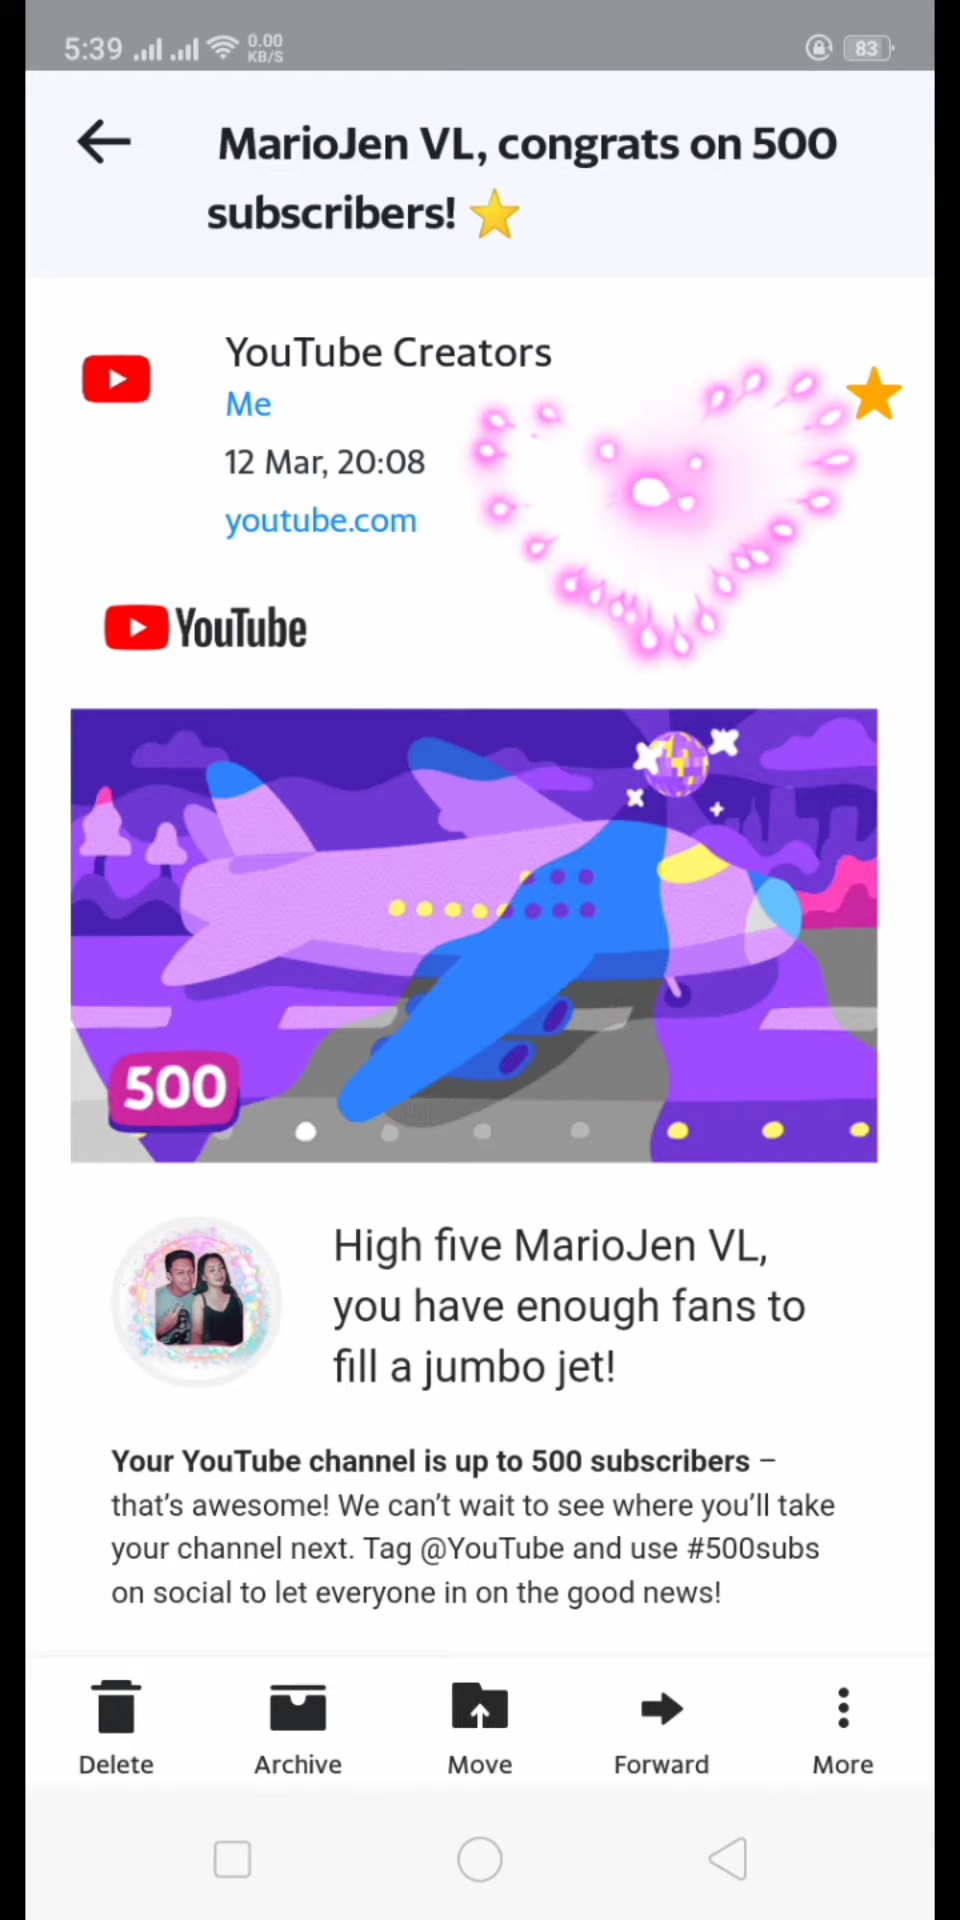 5:39 0.00 KB/S 83
MarioJen VL, congrats on 500
subscribers! ⭐
YouTube Creators
Me
12 Mar, 20:08
youtube.com
YouTube
500
High five MarioJen VL,
you have enough fans to
fill a jumbo jet!
Your YouTube channel is up to 500 subscribers –
that's awesome! We can't wait to see where you'll take
your channel next. Tag @YouTube and use #500subs
on social to let everyone in on the good news!
Delete Archive Move Forward More